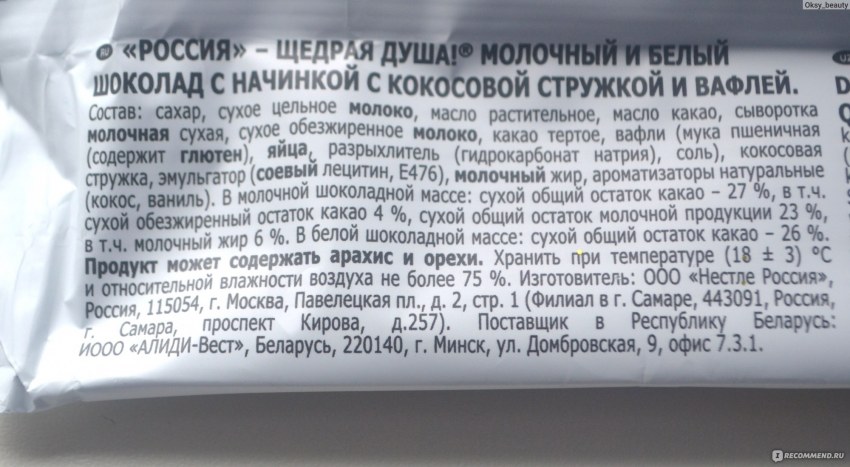 Oksy_beauty
RU «РОССИЯ» – ЩЕДРАЯ ДУША!® МОЛОЧНЫЙ И БЕЛЫЙ
ШОКОЛАД С НАЧИНКОЙ С КОКОСОВОЙ СТРУЖКОЙ И ВАФЛЕЙ.
Состав: сахар, сухое цельное молоко, масло растительное, масло какао, сыворотка
молочная сухая, сухое обезжиренное молоко, какао тертое, вафли (мука пшеничная
(содержит глютен), яйца, разрыхлитель (гидрокарбонат натрия), соль), кокосовая
стружка, эмульгатор (соевый лецитин, Е476), молочный жир, ароматизаторы натуральные
(кокос, ваниль). В молочной шоколадной массе: сухой общий остаток какао – 27 %, в т.ч.
сухой обезжиренный остаток какао 4 %, сухой общий остаток молочной продукции 23 %,
в т.ч. молочный жир 6 %. В белой шоколадной массе: сухой общий остаток какао – 26 %.
Продукт может содержать арахис и орехи. Хранить при температуре (18 ± 3) °С
и относительной влажности воздуха не более 75 %. Изготовитель: ООО «Нестле Россия»,
Россия, 115054, г. Москва, Павелецкая пл., д. 2, стр. 1 (Филиал в г. Самаре, 443091, Россия,
г. Самара, проспект Кирова, д.257). Поставщик в Республику Беларусь:
ИООО «АЛИДИ-Вест», Беларусь, 220140, г. Минск, ул. Домбровская, 9, офис 7.3.1.
I RECOMMEND.RU